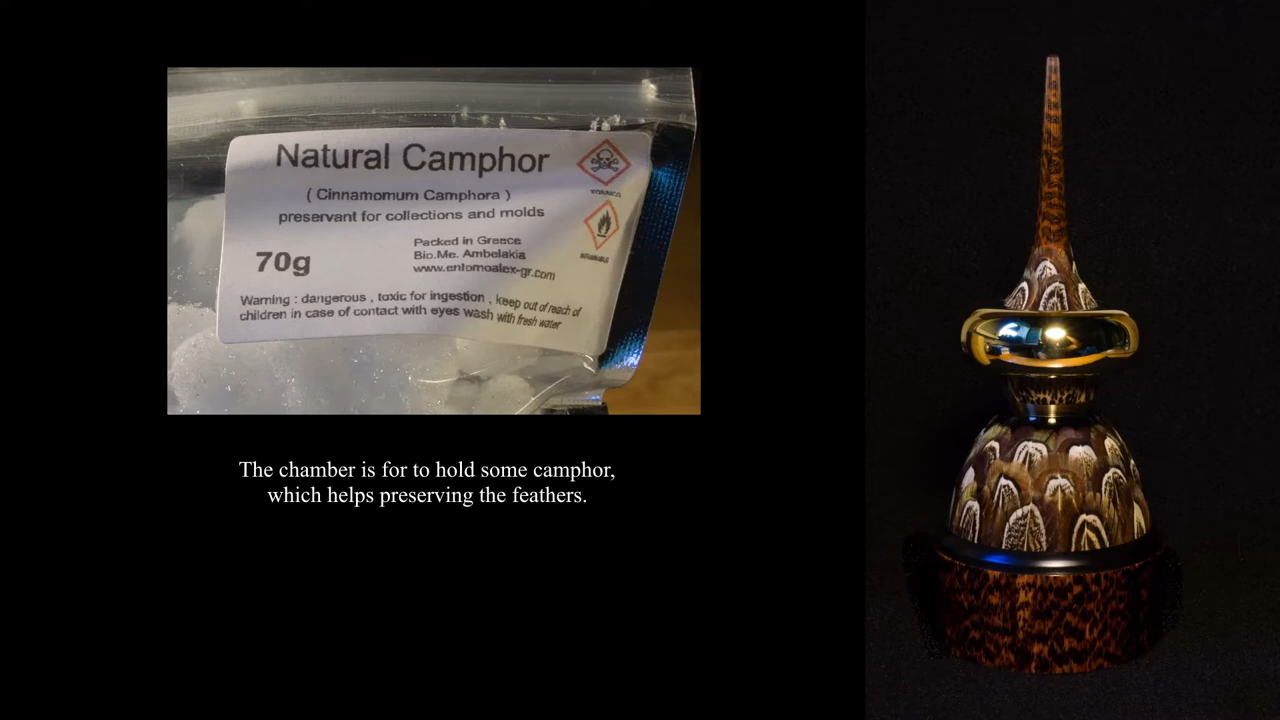 Natural Camphor
( Cinnamomum Camphora )
preservant for collections and molds
70g
Packed in Greece
Bio.Me. Ambelakia
www.entomoalex-gr.com
Warning : dangerous , toxic for ingestion , keep out of reach of
children in case of contact with eyes wash with fresh water
The chamber is for to hold some camphor,
which helps preserving the feathers.